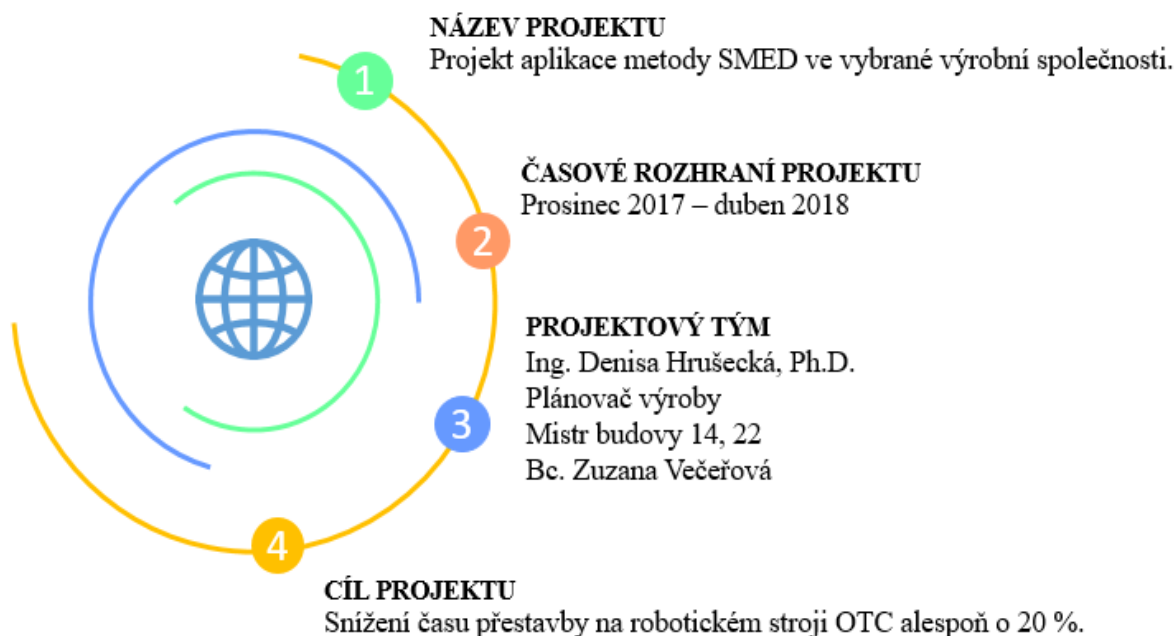 NÁZEV PROJEKTU
Projekt aplikace metody SMED ve vybrané výrobní společnosti.
1
ČASOVÉ ROZHRANÍ PROJEKTU
Prosinec 2017 – duben 2018
2
PROJEKTOVÝ TÝM
Ing. Denisa Hrušecká, Ph.D.
Plánovač výroby
3
Mistr budovy 14, 22
Bc. Zuzana Večeřová
4
CÍL PROJEKTU
Snížení času přestavby na robotickém stroji OTC alespoň o 20 %.